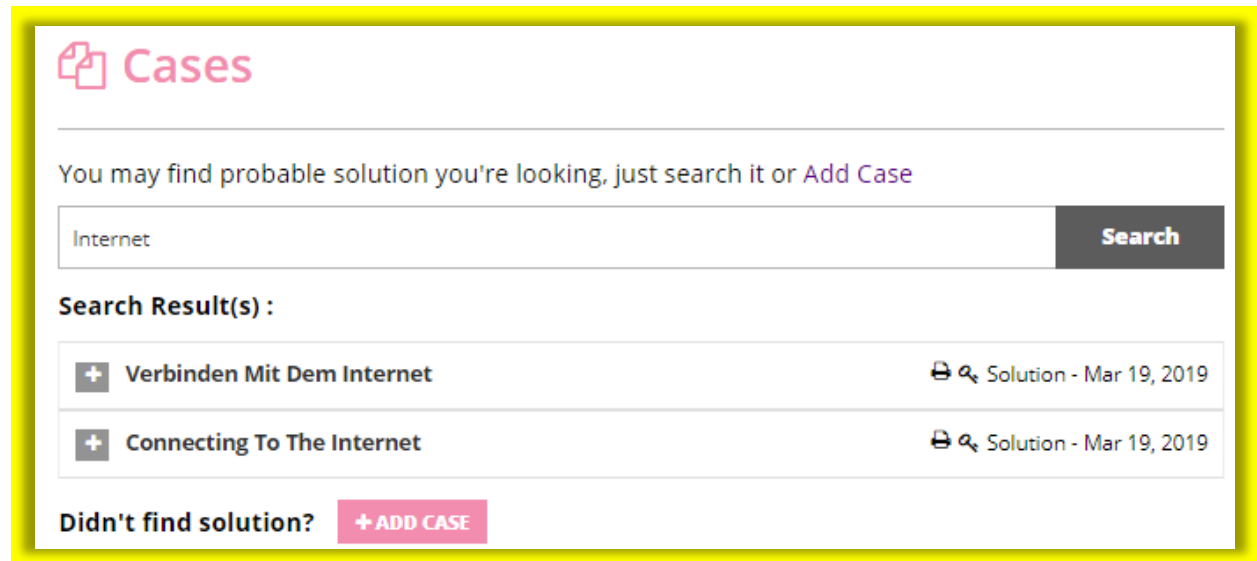 Cases
You may find probable solution you're looking, just search it or Add Case
Internet Search
Search Result(s) :
Verbinden Mit Dem Internet Solution - Mar 19, 2019
Connecting To The Internet Solution - Mar 19, 2019
Didn't find solution? +ADD CASE